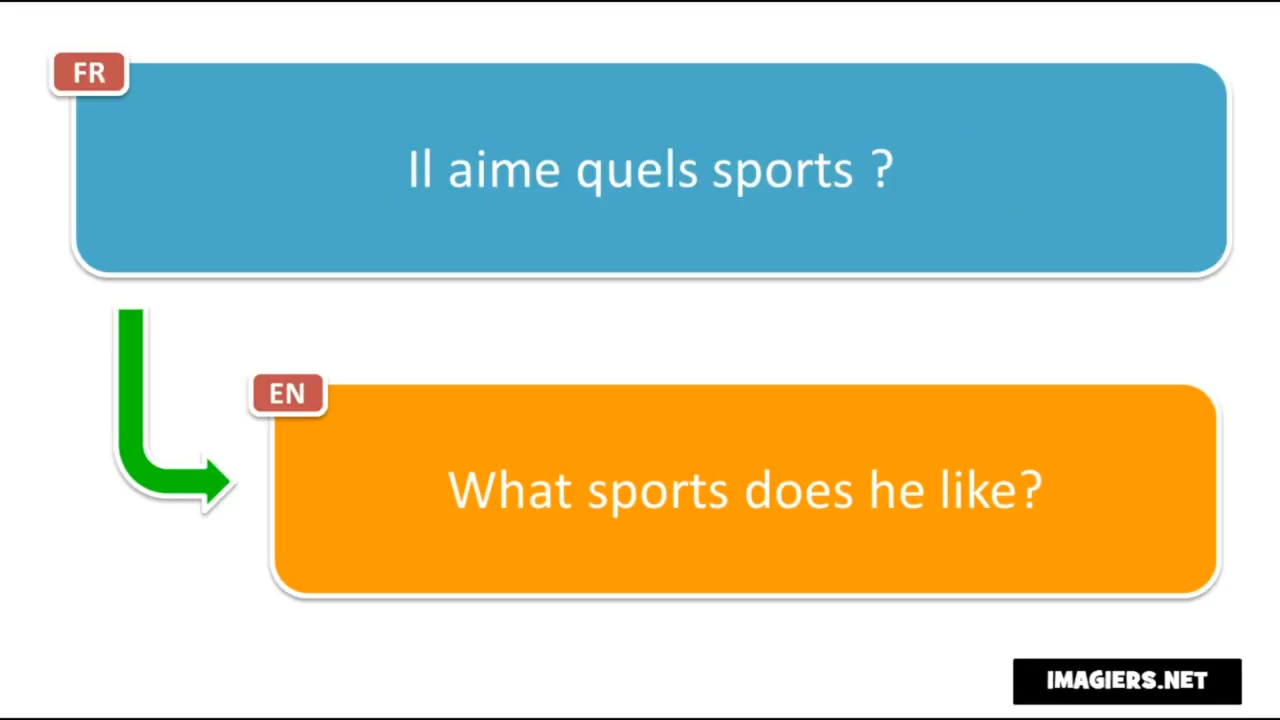 FR
Il aime quels sports ?
EN
What sports does he like?
IMAGIERS.NET